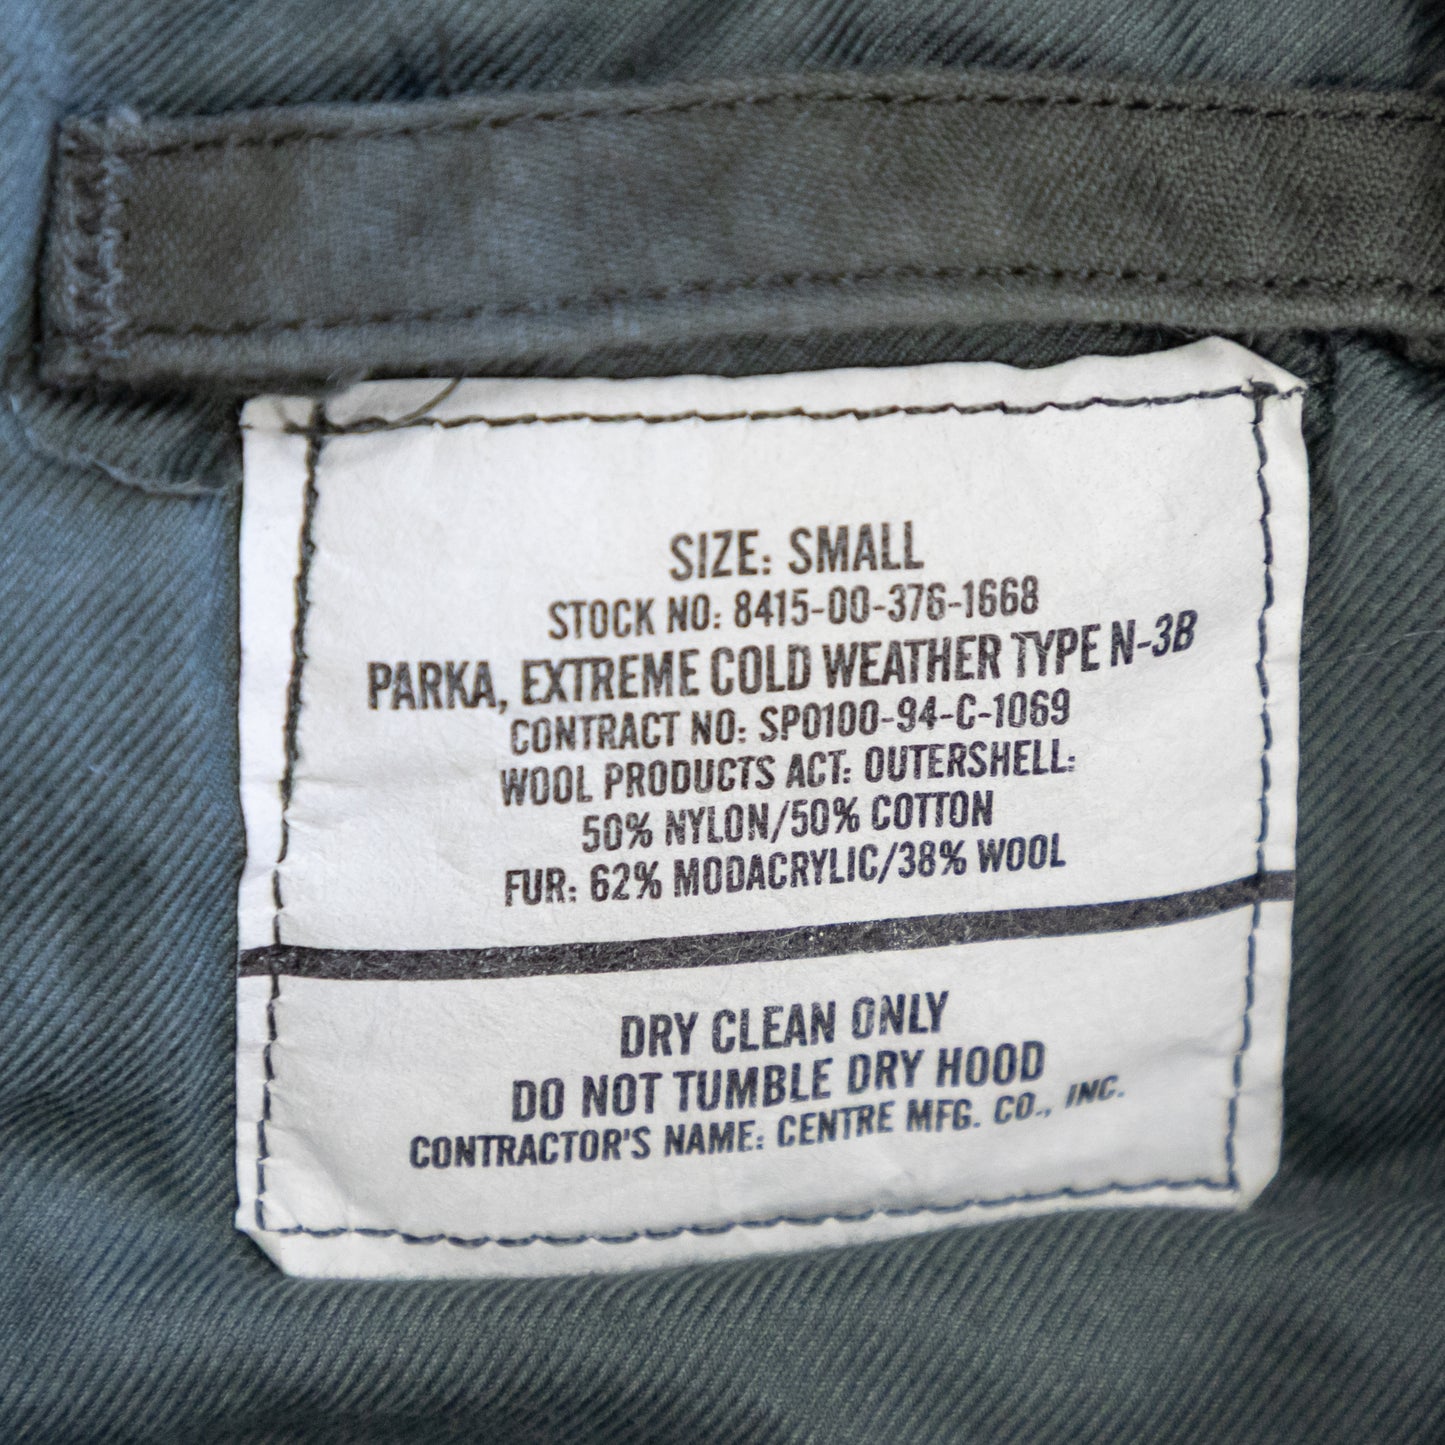 SIZE: SMALL
STOCK NO: 8415-00-376-1668
PARKA, EXTREME COLD WEATHER TYPE N-3B
CONTRACT NO: SPO100-94-C-1069
WOOL PRODUCTS ACT: OUTERSHELL:
50% NYLON/50% COTTON
FUR: 62% MODACRYLIC/38% WOOL
DRY CLEAN ONLY
DO NOT TUMBLE DRY HOOD
CONTRACTOR'S NAME: CENTRE MFG. CO., INC.